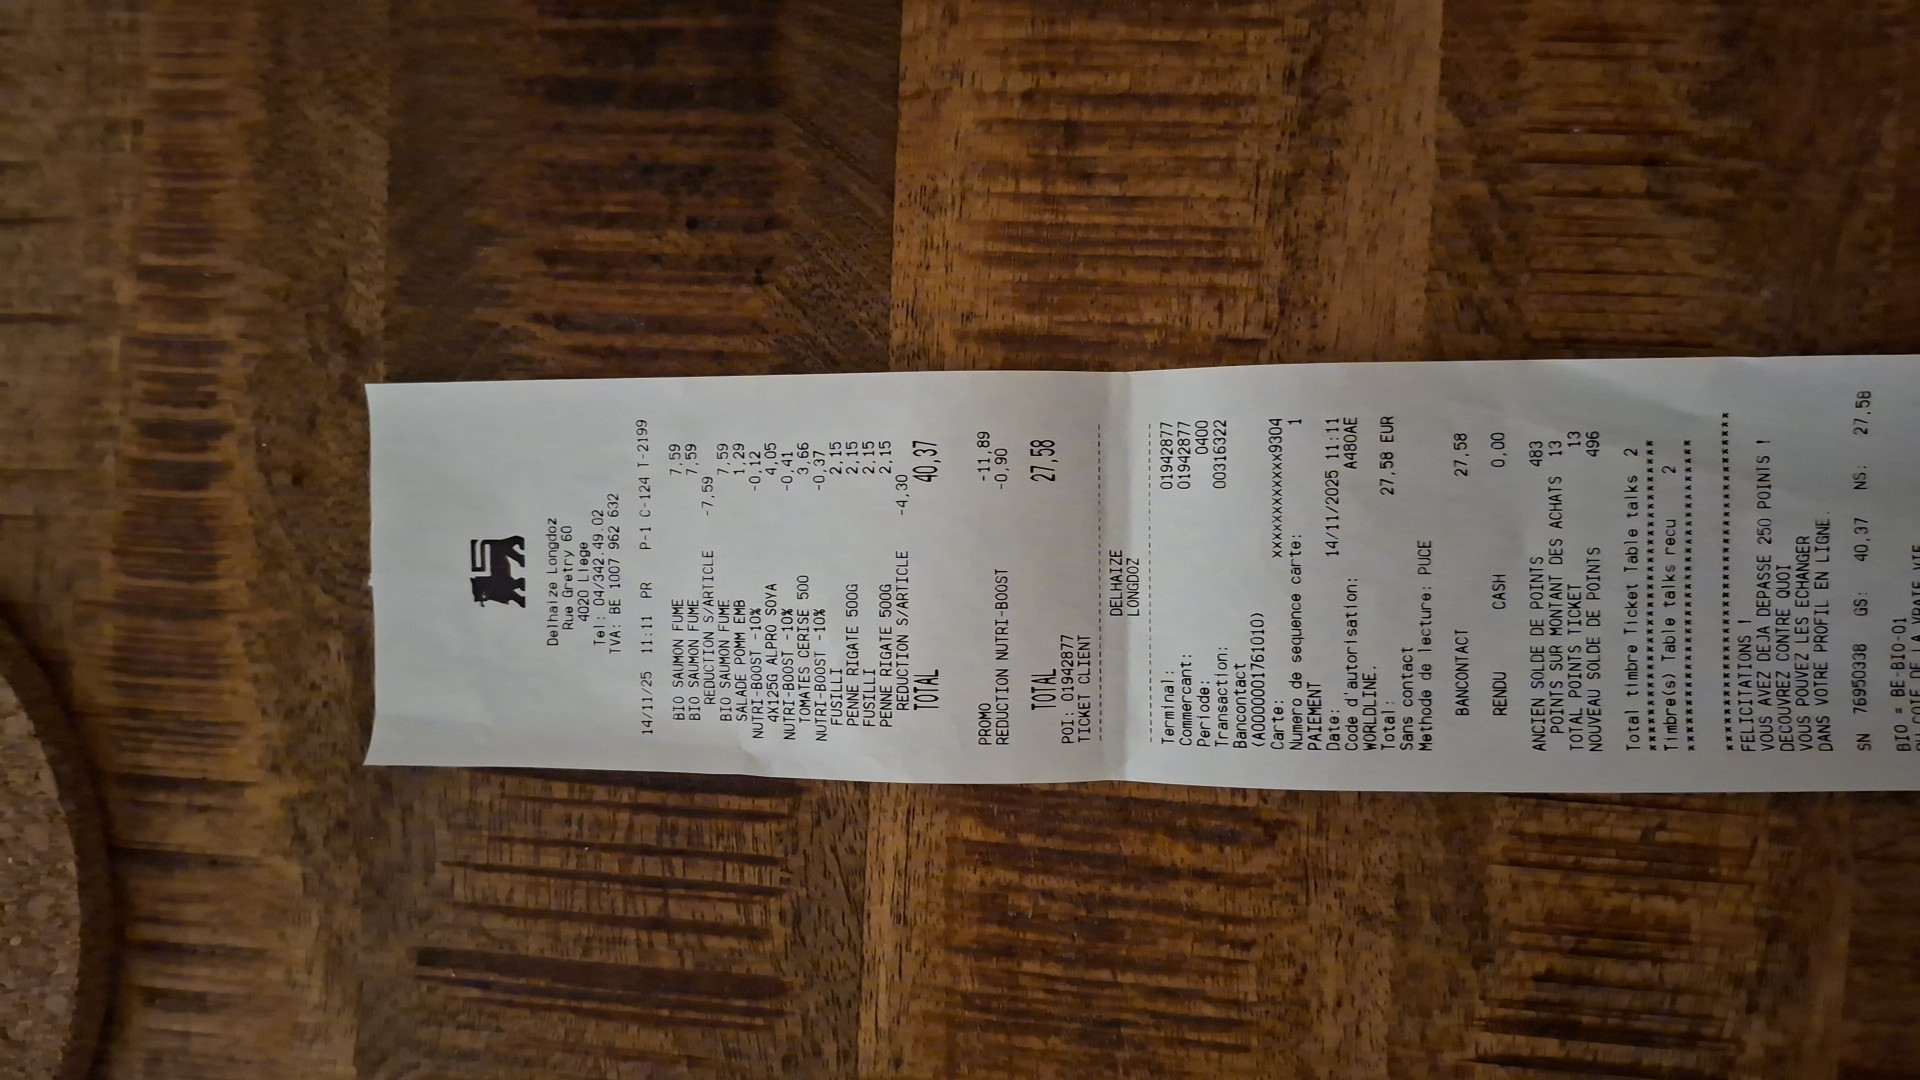 Delhaize Longdoz
Rue Gretry 60
4020 Liege
Tel: 04/342.49.02
TVA: BE 1007 962 632
14/11/25 11:11 PR P-1 C-124 T-2199
BIO SAUMON FUME 7,59
BIO SAUMON FUME 7,59
REDUCTION S/ARTICLE -7,59
BIO SAUMON FUME 7,59
SALADE POMM EMB 1,29
NUTRI-BOOST -10% -0,12
4X125G ALPRO SOYA 4,05
NUTRI-BOOST -10% -0,41
TOMATES CERISE 500 3,66
NUTRI-BOOST -10% -0,37
FUSILLI 2,15
PENNE RIGATE 500G 2,15
FUSILLI 2,15
PENNE RIGATE 500G 2,15
REDUCTION S/ARTICLE -4,30
TOTAL 40,37
PROMO -11,89
REDUCTION NUTRI-BOOST -0,90
TOTAL 27,58
POI: 01942877
TICKET CLIENT
DELHAIZE
LONGDOZ
Terminal: 01942877
Commercant: 01942877
Periode: 0400
Transaction: 00316322
Bancontact
(A0000001761010)
Carte: xxxxxxxxxxxxx9304
Numero de sequence carte: 1
PAIEMENT
Date: 14/11/2025 11:11
Code d'autorisation: A480AE
WORLDLINE.
Total: 27,58 EUR
Sans contact
Methode de lecture: PUCE
BANCONTACT 27,58
RENDU CASH 0,00
ANCIEN SOLDE DE POINTS 483
POINTS SUR MONTANT DES ACHATS 13
TOTAL POINTS TICKET 13
NOUVEAU SOLDE DE POINTS 496
Total timbre Ticket Table talks 2
************************************
Timbre(s) Table talks recu 2
************************************
****************************************
FELICITATIONS !
VOUS AVEZ DEJA DEPASSE 250 POINTS !
DECOUVREZ CONTRE QUOI
VOUS POUVEZ LES ECHANGER
DANS VOTRE PROFIL EN LIGNE.
SN 76950338 GS: 40,37 NS: 27,58
BIO = BE-BIO-01